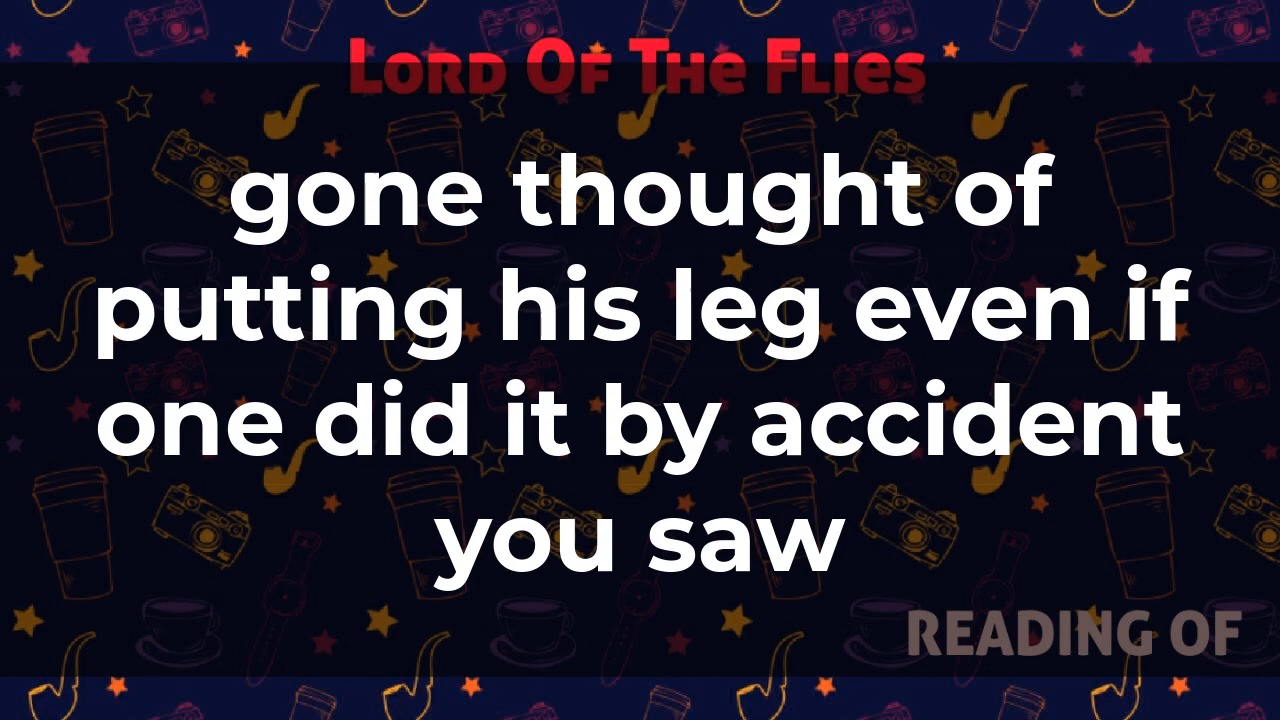 Lord Of The Flies
gone thought of
putting his leg even if
one did it by accident
you saw
READING OF